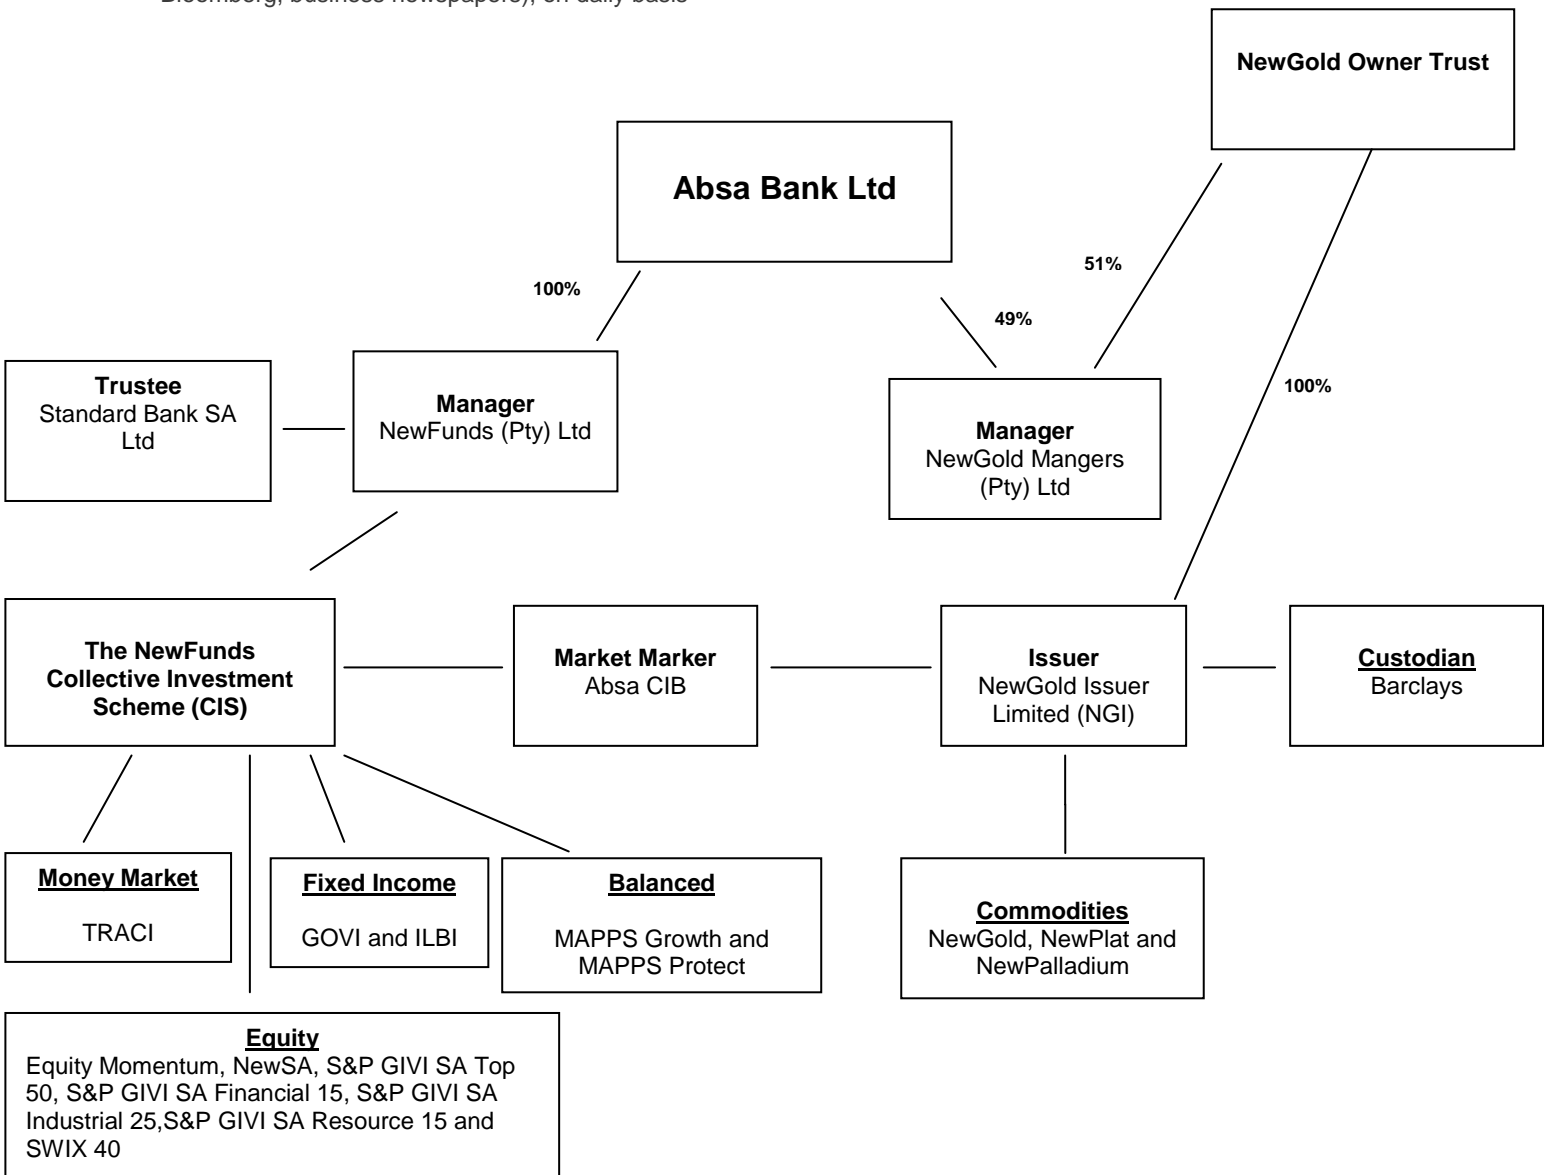 Bloomberg, business newspapers), on daily basis
NewGold Owner Trust
Absa Bank Ltd
51%
100%
49%
100%
Trustee
Standard Bank SA
Ltd
Manager
NewFunds (Pty) Ltd
Manager
NewGold Mangers
(Pty) Ltd
The NewFunds
Collective Investment
Scheme (CIS)
Market Marker
Absa CIB
Issuer
NewGold Issuer
Limited (NGI)
Custodian
Barclays
Money Market
TRACI
Fixed Income
GOVI and ILBI
Balanced
MAPPS Growth and
MAPPS Protect
Commodities
NewGold, NewPlat and
NewPalladium
Equity
Equity Momentum, NewSA, S&P GIVI SA Top
50, S&P GIVI SA Financial 15, S&P GIVI SA
Industrial 25,S&P GIVI SA Resource 15 and
SWIX 40